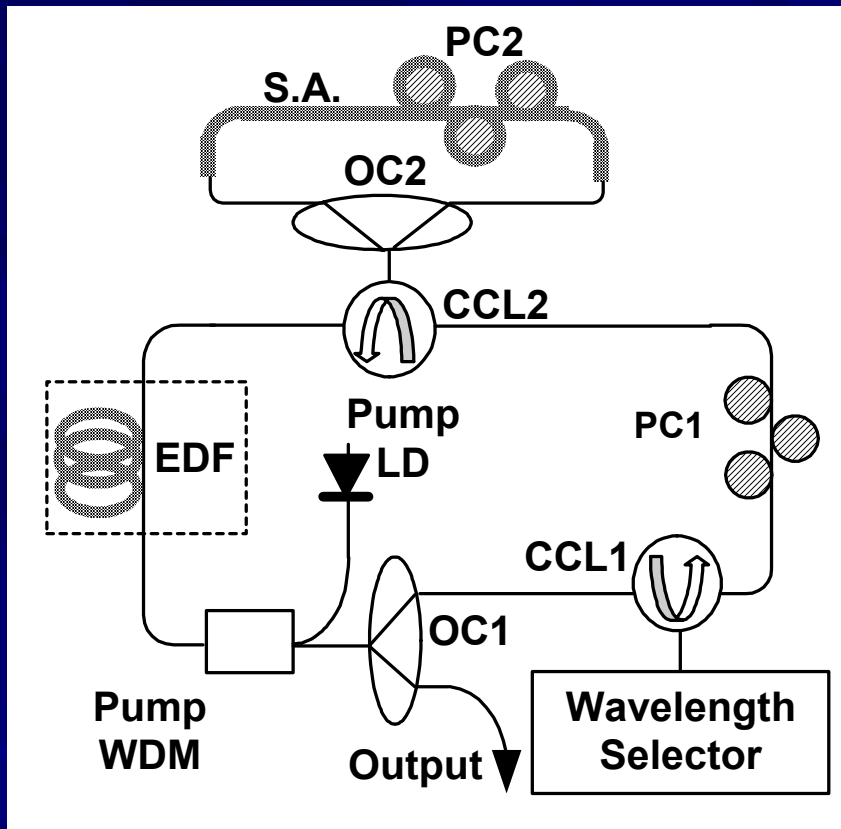 PC2
S.A.
OC2
CCL2
Pump
LD
EDF
PC1
CCL1
OC1
Pump
WDM
Wavelength
Selector
Output